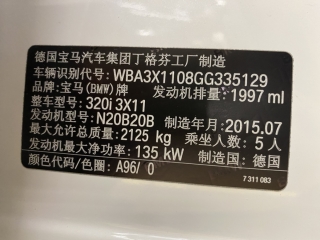 德国宝马汽车集团丁格芬工厂制造
车辆识别代号: WBA3X1108GG335129
品牌: 宝马(BMW)牌 发动机排量: 1997 ml
整车型号: 320i 3X11
发动机型号: N20B20B 制造年月: 2015.07
最大允许总质量: 2125 kg 乘坐人数: 5 人
发动机最大净功率: 135 kW 制造国: 德国
颜色代码/色圈: A96/ 0
7 311 083